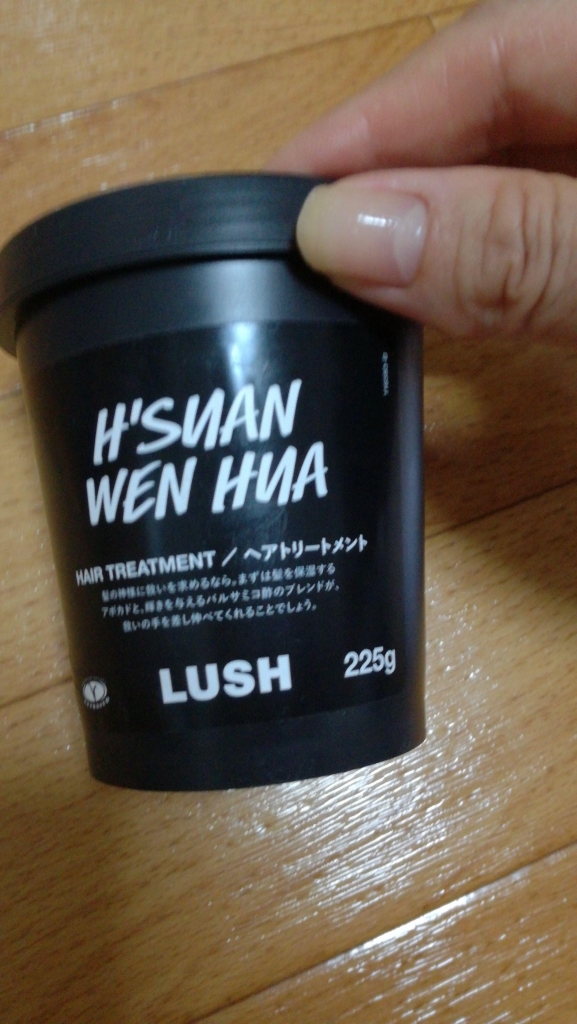 H'SUAN
WEN HUA
HAIR TREATMENT / ヘアトリートメント
髪の神様に救いを求めるなら、まずは髪を保湿する
アボカドと、輝きを与えるバルサミコ酢のブレンドが、
救いの手を差し伸べてくれることでしょう。
LUSH
225g